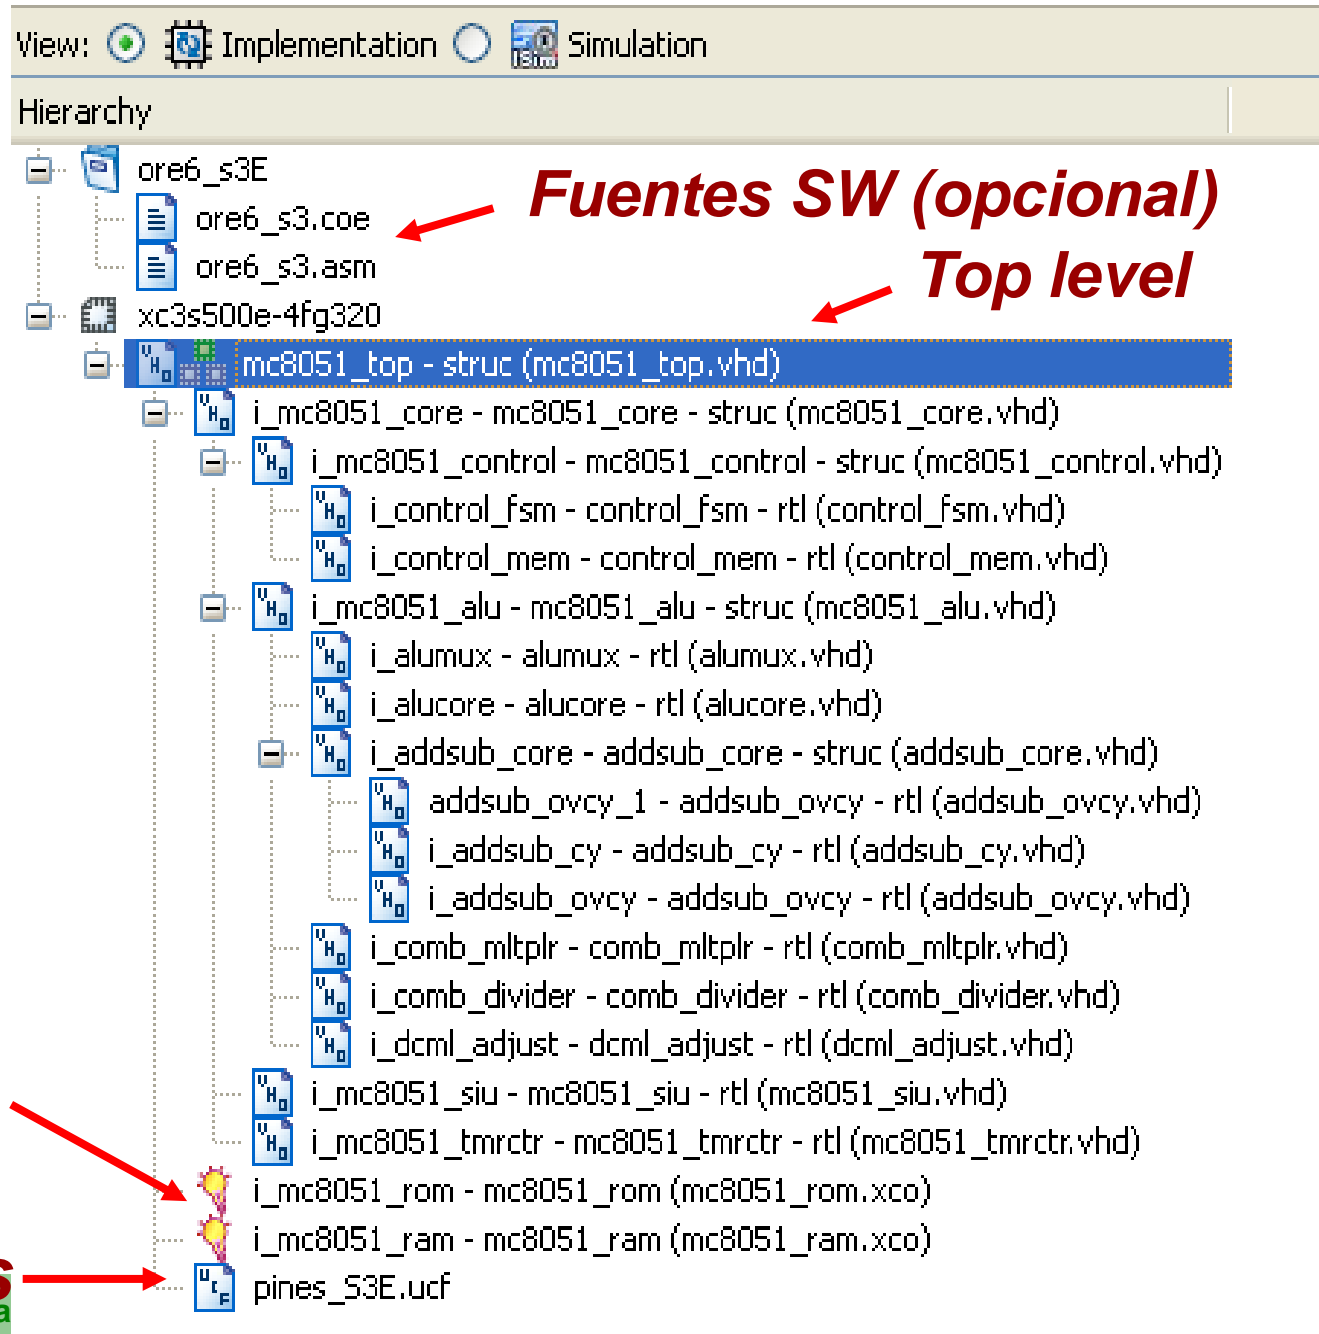 View: Implementation Simulation
Hierarchy
ore6_s3E
Fuentes SW (opcional)
ore6_s3.coe
ore6_s3.asm
Top level
xc3s500e-4fg320
mc8051_top - struc (mc8051_top.vhd)
i_mc8051_core - mc8051_core - struc (mc8051_core.vhd)
i_mc8051_control - mc8051_control - struc (mc8051_control.vhd)
i_control_fsm - control_fsm - rtl (control_fsm.vhd)
i_control_mem - control_mem - rtl (control_mem.vhd)
i_mc8051_alu - mc8051_alu - struc (mc8051_alu.vhd)
i_alumux - alumux - rtl (alumux.vhd)
i_alucore - alucore - rtl (alucore.vhd)
i_addsub_core - addsub_core - struc (addsub_core.vhd)
addsub_ovcy_1 - addsub_ovcy - rtl (addsub_ovcy.vhd)
i_addsub_cy - addsub_cy - rtl (addsub_cy.vhd)
i_addsub_ovcy - addsub_ovcy - rtl (addsub_ovcy.vhd)
i_comb_mltplr - comb_mltplr - rtl (comb_mltplr.vhd)
i_comb_divider - comb_divider - rtl (comb_divider.vhd)
i_dcml_adjust - dcml_adjust - rtl (dcml_adjust.vhd)
i_mc8051_siu - mc8051_siu - rtl (mc8051_siu.vhd)
i_mc8051_tmrctr - mc8051_tmrctr - rtl (mc8051_tmrctr.vhd)
i_mc8051_rom - mc8051_rom (mc8051_rom.xco)
i_mc8051_ram - mc8051_ram (mc8051_ram.xco)
pines_S3E.ucf